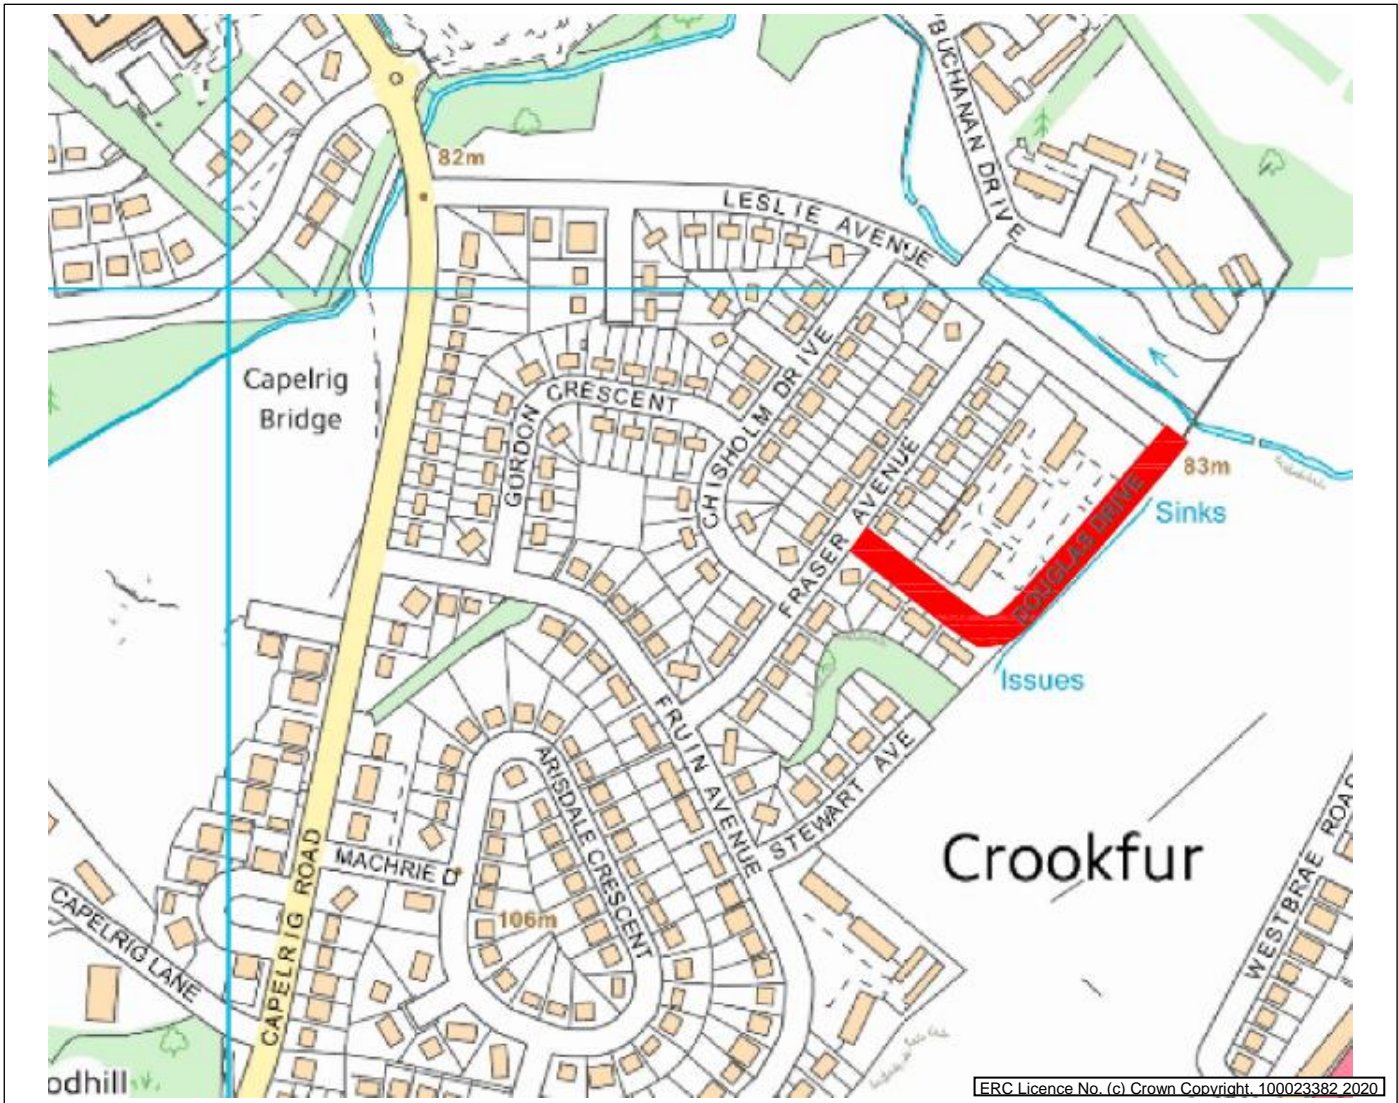 BUCHANAN DRIVE
82m
LESLIE AVENUE
Capelrig
Bridge
CRESCENT
GORDON
CHISHOLM DRIVE
FRASER AVENUE
83m
Sinks
DOUGLAS DRIVE
Issues
FRUIN AVENUE
STEWART AVE
ARISDALE CRESCENT
MACHRIE D
CAPELRIG ROAD
CAPELRIG LANE
106m
Crookfur
WESTBRAE ROAD
odhill
ERC Licence No. (c) Crown Copyright, 100023382 2020